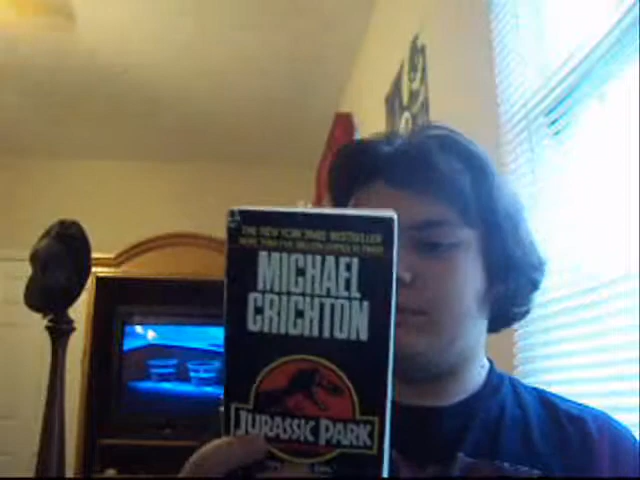 THE NEW YORK TIMES BESTSELLER
MICHAEL
CRICHTON
JURASSIC PARK